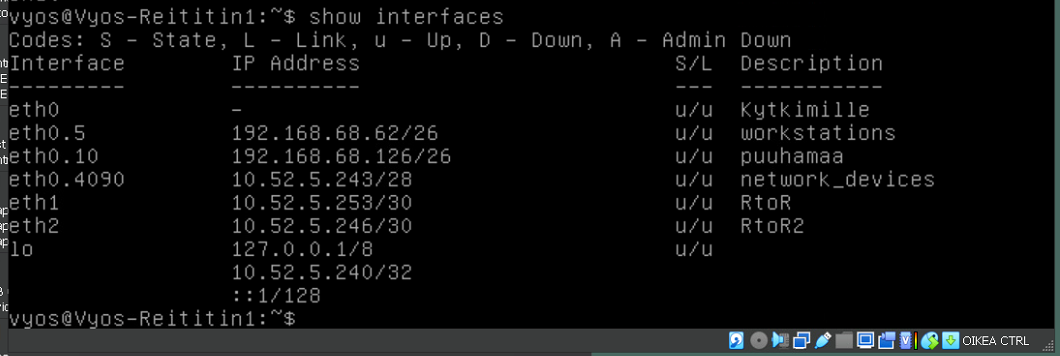 vyos@Vyos-Reititin1:~$ show interfaces
Codes: S - State, L - Link, u - Up, D - Down, A - Admin Down
Interface        IP Address                        S/L  Description
---------        ----------                        ---  -----------
eth0             -                                 u/u  Kytkimille
eth0.5           192.168.68.62/26                  u/u  workstations
eth0.10          192.168.68.126/26                 u/u  puuhamaa
eth0.4090        10.52.5.243/28                    u/u  network_devices
eth1             10.52.5.253/30                    u/u  RtoR
eth2             10.52.5.246/30                    u/u  RtoR2
lo               127.0.0.1/8                       u/u
                 10.52.5.240/32
                 ::1/128
vyos@Vyos-Reititin1:~$
OIKEA CTRL